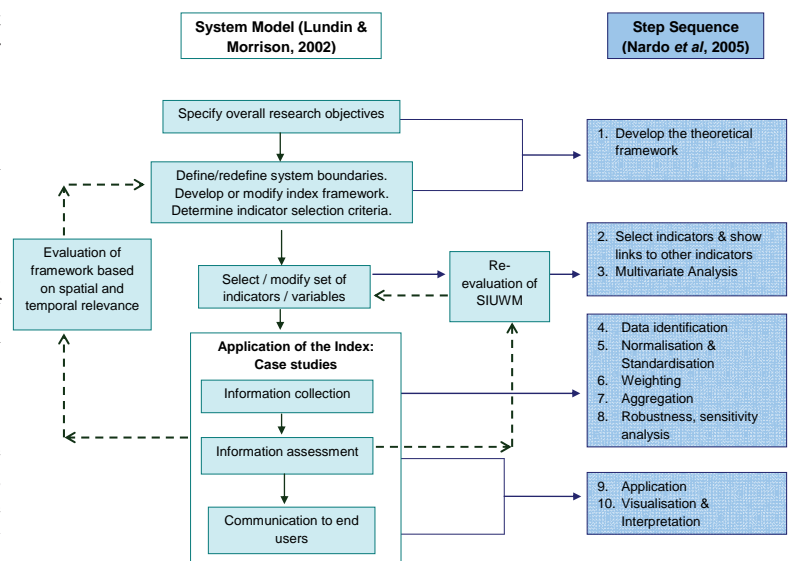 System Model (Lundin &
Morrison, 2002)
Step Sequence
(Nardo et al, 2005)
Specify overall research objectives
1. Develop the theoretical
framework
Define/redefine system boundaries.
Develop or modify index framework.
Determine indicator selection criteria.
Evaluation of
framework based
on spatial and
temporal relevance
Select / modify set of
indicators / variables
Re-
evaluation of
SIUWM
2. Select indicators & show
links to other indicators
3. Multivariate Analysis
Application of the Index:
Case studies
Information collection
Information assessment
Communication to end
users
4. Data identification
5. Normalisation &
Standardisation
6. Weighting
7. Aggregation
8. Robustness, sensitivity
analysis
9. Application
10. Visualisation &
Interpretation